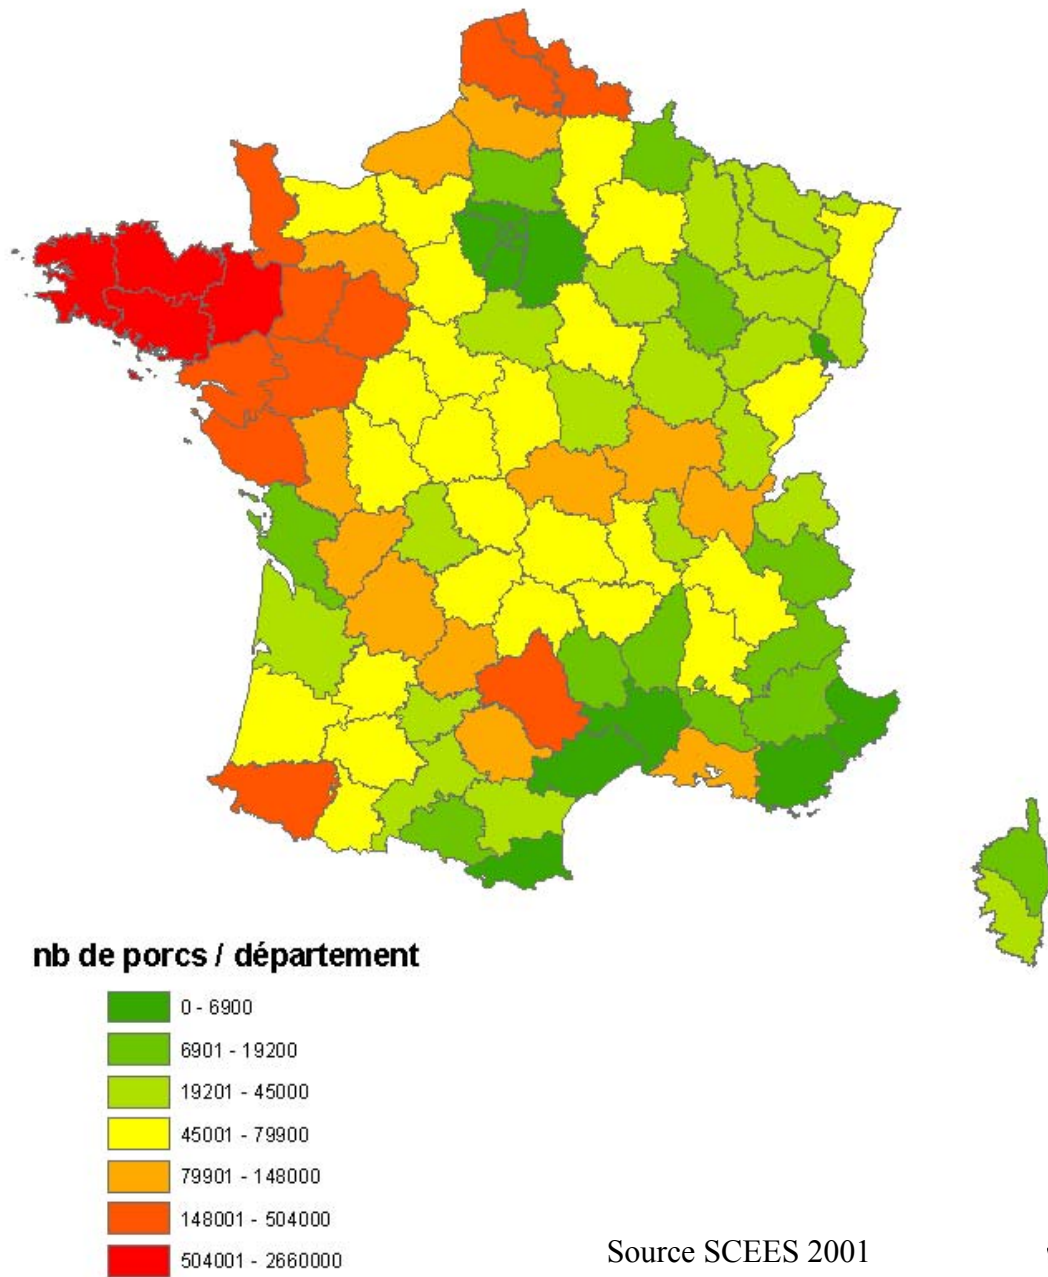 nb de porcs / département
0 - 6900
6901 - 19200
19201 - 45000
45001 - 79900
79901 - 148000
148001 - 504000
504001 - 2660000
Source SCEES 2001